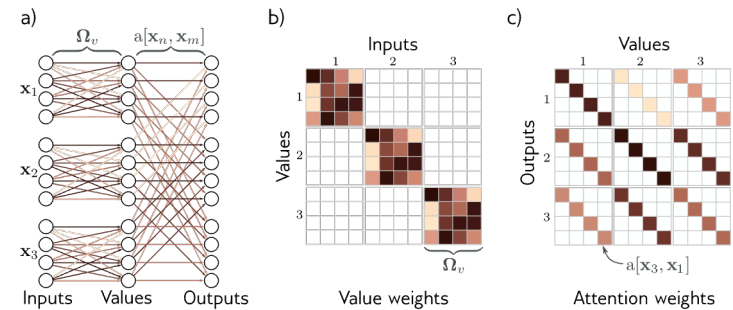 a)
Ω_v
a[x_n, x_m]
x_1
x_2
x_3
Inputs
Values
Outputs
b)
Inputs
1
2
3
Values
1
2
3
Ω_v
Value weights
c)
Values
1
2
3
Outputs
1
2
3
a[x_3, x_1]
Attention weights